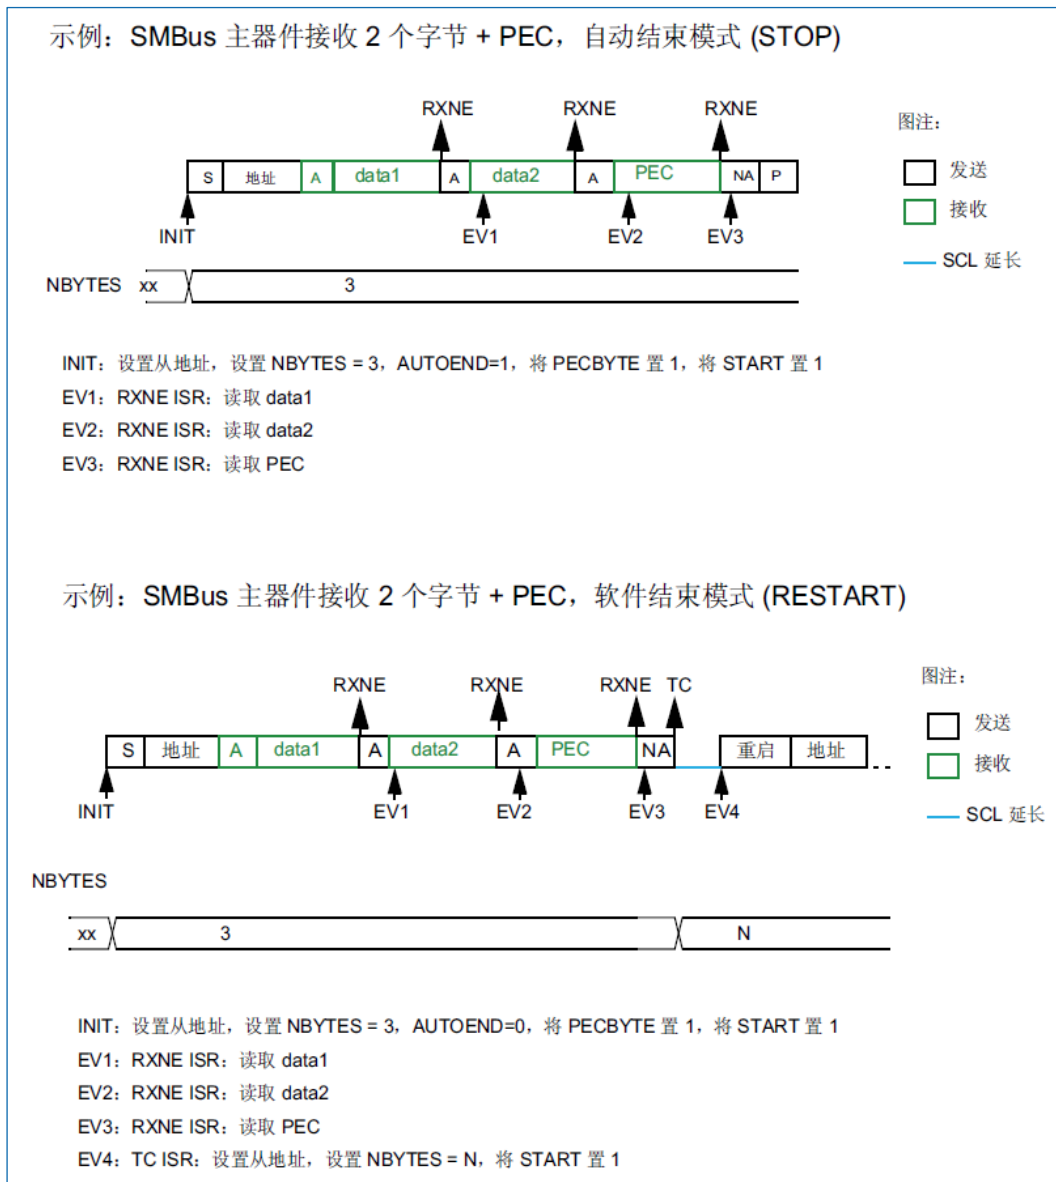 示例：SMBus 主器件接收 2 个字节 + PEC，自动结束模式 (STOP)
RXNE RXNE RXNE
图注：
S 地址 A data1 A data2 A PEC NA P
发送
接收
INIT EV1 EV2 EV3
SCL 延长
NBYTES xx 3
INIT：设置从地址，设置 NBYTES = 3，AUTOEND=1，将 PECBYTE 置 1，将 START 置 1
EV1：RXNE ISR：读取 data1
EV2：RXNE ISR：读取 data2
EV3：RXNE ISR：读取 PEC
示例：SMBus 主器件接收 2 个字节 + PEC，软件结束模式 (RESTART)
RXNE RXNE RXNE TC
图注：
S 地址 A data1 A data2 A PEC NA 重启 地址
发送
接收
INIT EV1 EV2 EV3 EV4
SCL 延长
NBYTES
xx 3 N
INIT：设置从地址，设置 NBYTES = 3，AUTOEND=0，将 PECBYTE 置 1，将 START 置 1
EV1：RXNE ISR：读取 data1
EV2：RXNE ISR：读取 data2
EV3：RXNE ISR：读取 PEC
EV4：TC ISR：设置从地址，设置 NBYTES = N，将 START 置 1